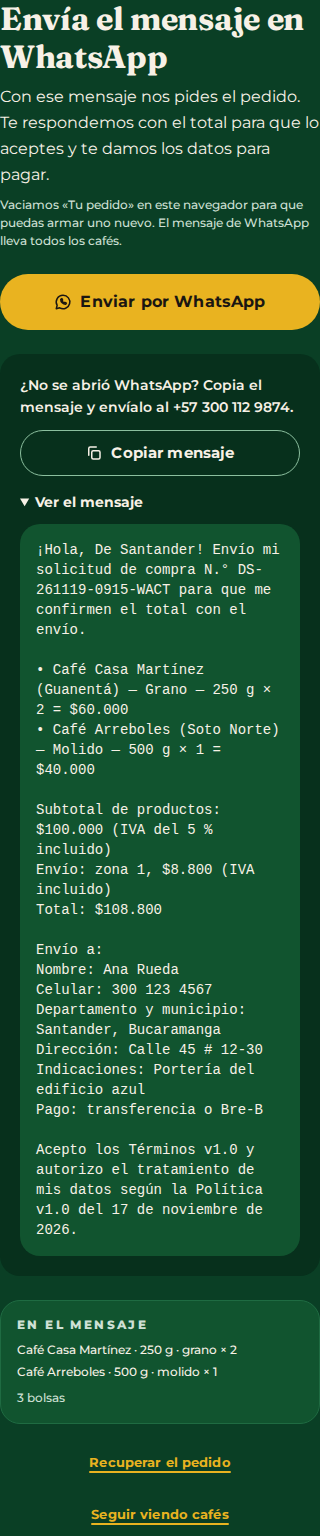 Envía el mensaje en
WhatsApp
Con ese mensaje nos pides el pedido.
Te respondemos con el total para que lo
aceptes y te damos los datos para
pagar.
Vaciamos «Tu pedido» en este navegador para que
puedas armar uno nuevo. El mensaje de WhatsApp
lleva todos los cafés.
Enviar por WhatsApp
¿No se abrió WhatsApp? Copia el
mensaje y envíalo al +57 300 112 9874.
Copiar mensaje
▼ Ver el mensaje
¡Hola, De Santander! Envío mi
solicitud de compra N.° DS-
261119-0915-WACT para que me
confirmen el total con el
envío.
• Café Casa Martínez
(Guanentá) — Grano — 250 g ×
2 = $60.000
• Café Arreboles (Soto Norte)
— Molido — 500 g × 1 =
$40.000
Subtotal de productos:
$100.000 (IVA del 5 %
incluido)
Envío: zona 1, $8.800 (IVA
incluido)
Total: $108.800
Envío a:
Nombre: Ana Rueda
Celular: 300 123 4567
Departamento y municipio:
Santander, Bucaramanga
Dirección: Calle 45 # 12-30
Indicaciones: Portería del
edificio azul
Pago: transferencia o Bre-B
Acepto los Términos v1.0 y
autorizo el tratamiento de
mis datos según la Política
v1.0 del 17 de noviembre de
2026.
EN EL MENSAJE
Café Casa Martínez · 250 g · grano × 2
Café Arreboles · 500 g · molido × 1
3 bolsas
Recuperar el pedido
Seguir viendo cafés